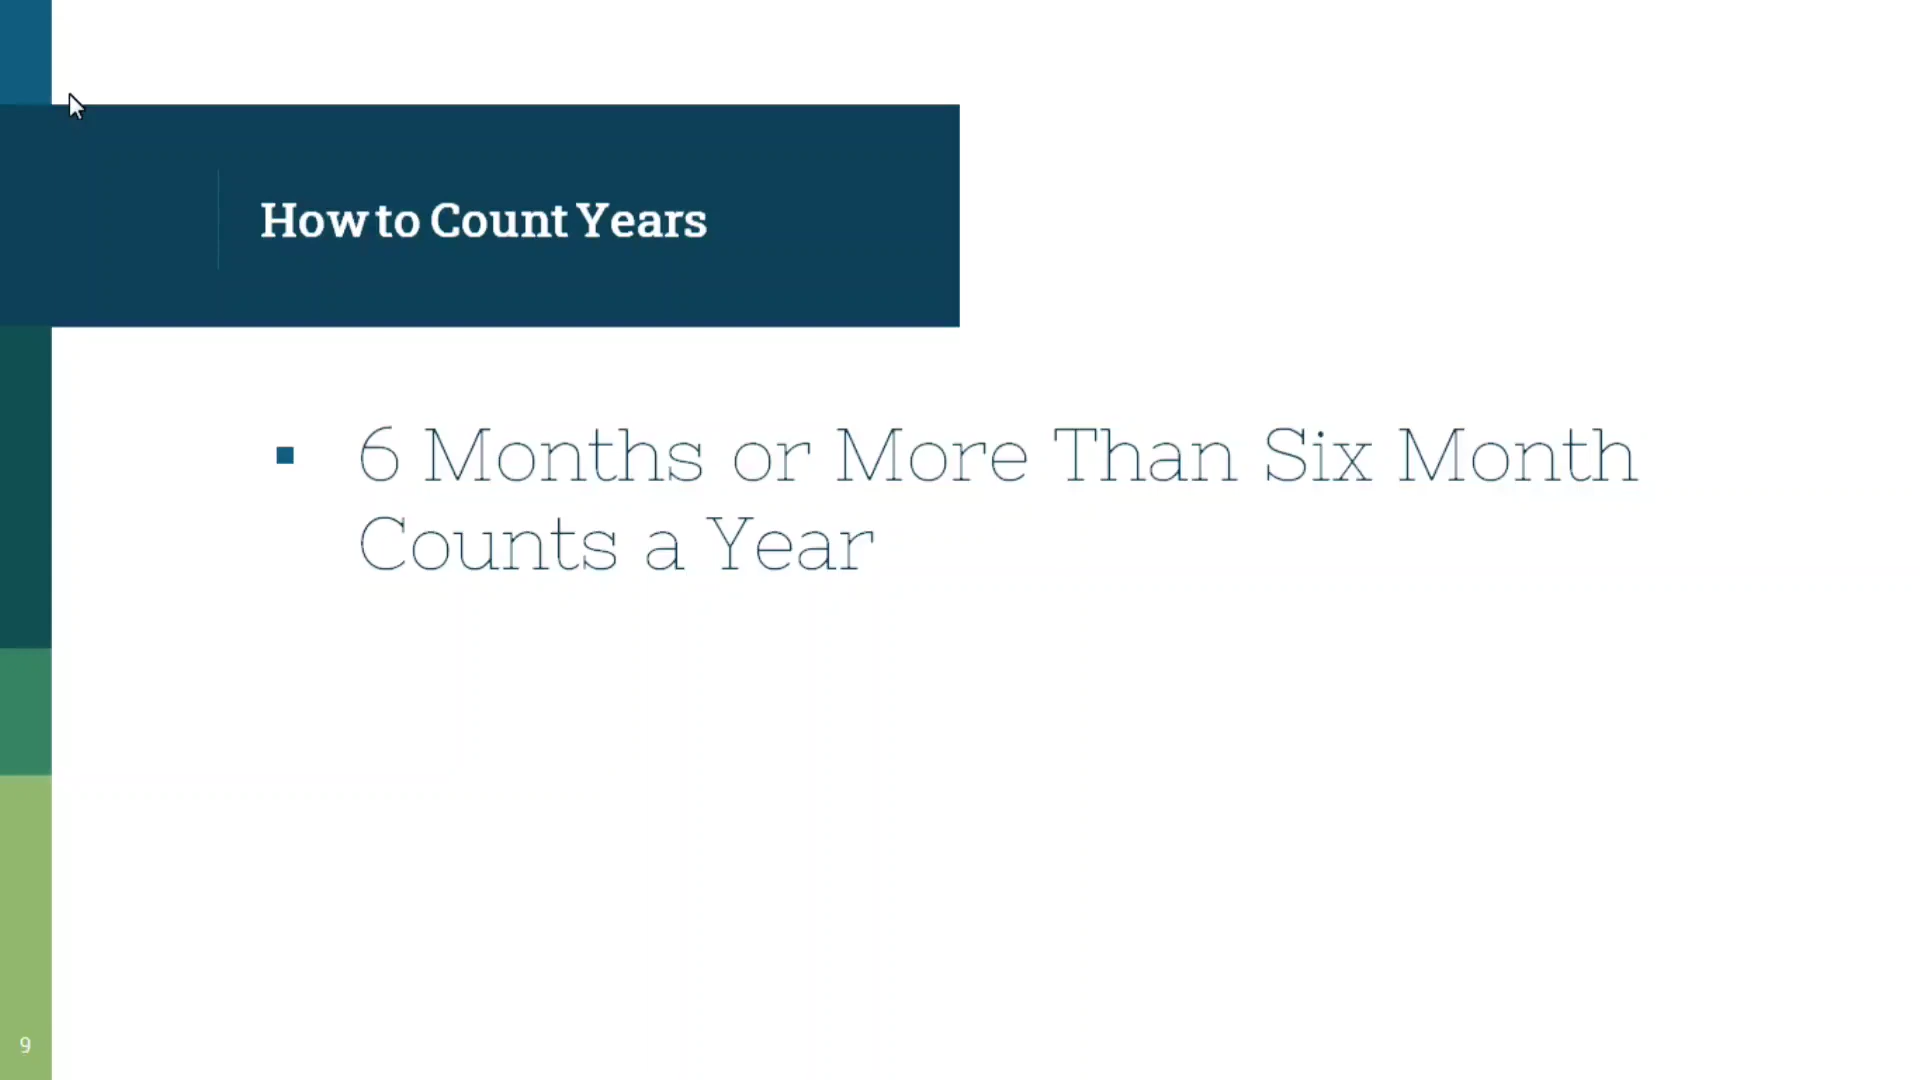 How to Count Years
▪ 6 Months or More Than Six Month
Counts a Year
9